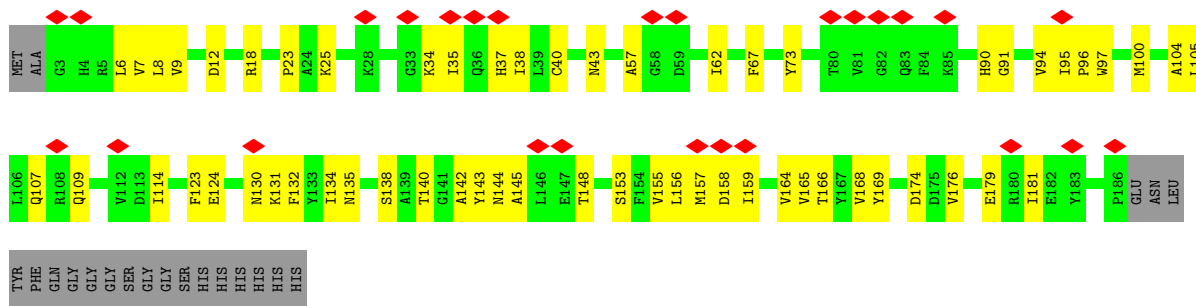 MET ALA G3 H4 R5 L6 V7 L8 V9 D12 R18 P23 A24 K25 K28 G33 K34 I35 Q36 H37 I38 L39 C40 N43 A57 G58 D59 I62 F67 Y73 T80 V81 G82 Q83 F84 K85 H90 G91 V94 I95 P96 W97 M100 A104 L105
L106 Q107 R108 Q109 V112 D113 I114 F123 E124 N130 K131 F132 Y133 I134 N135 S138 A139 T140 G141 A142 Y143 N144 A145 L146 E147 T148 S153 F154 V155 L156 M157 D158 I159 V164 V165 T166 Y167 V168 Y169 D174 D175 V176 E179 R180 I181 E182 Y183 P186 GLU ASN LEU
TYR PHE GLN GLY GLY GLY SER GLY GLY SER HIS HIS HIS HIS HIS HIS